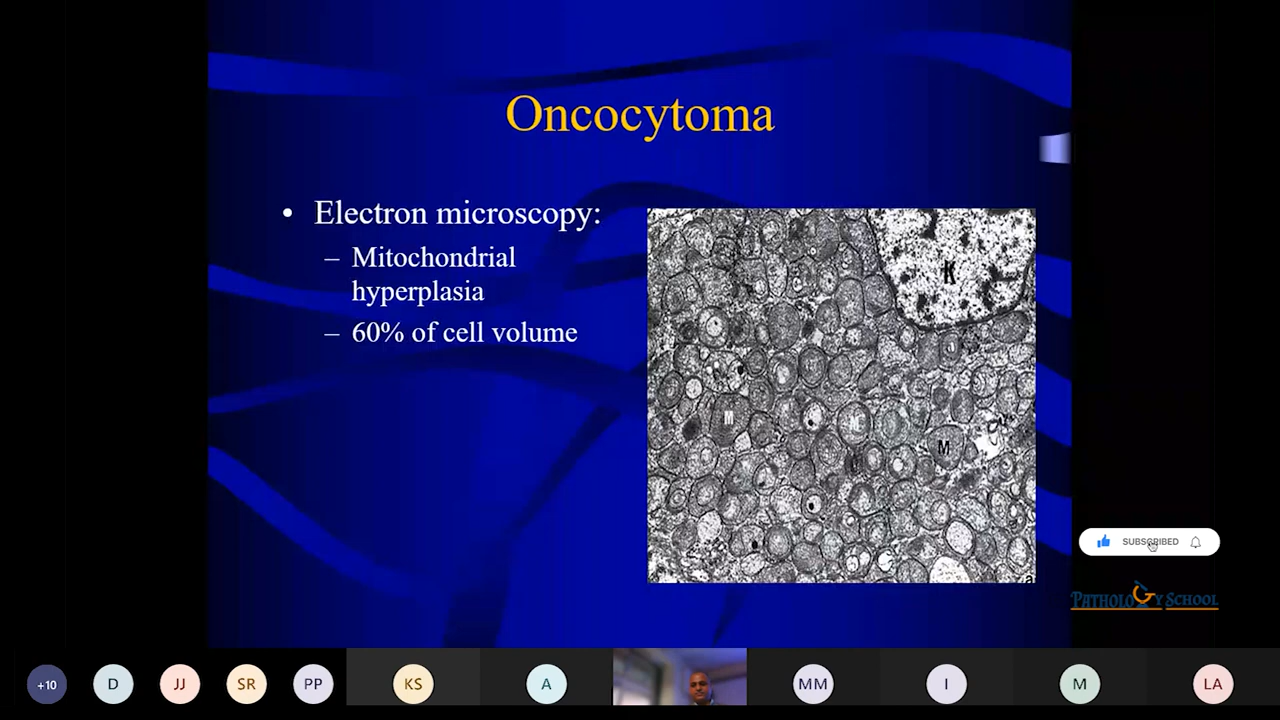 Oncocytoma
• Electron microscopy:
– Mitochondrial
hyperplasia
– 60% of cell volume
K
M
M
a
SUBSCRIBED
PATHOLOGY SCHOOL
+10
D
JJ
SR
PP
KS
A
MM
I
M
LA